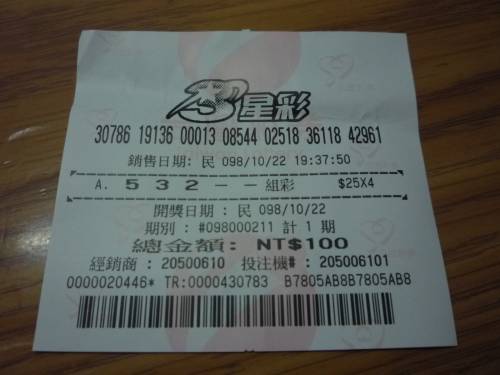 3星彩
30786 19136 00013 08544 02518 36118 42961
銷售日期: 民 098/10/22 19:37:50
A. 5 3 2 - - 組彩 $25X4
開獎日期 : 民 098/10/22
期別 : #098000211 計 1 期
總金額: NT$100
經銷商 : 20500610 投注機# : 205006101
0000020446* TR:0000430783 B7805AB8B7805AB8